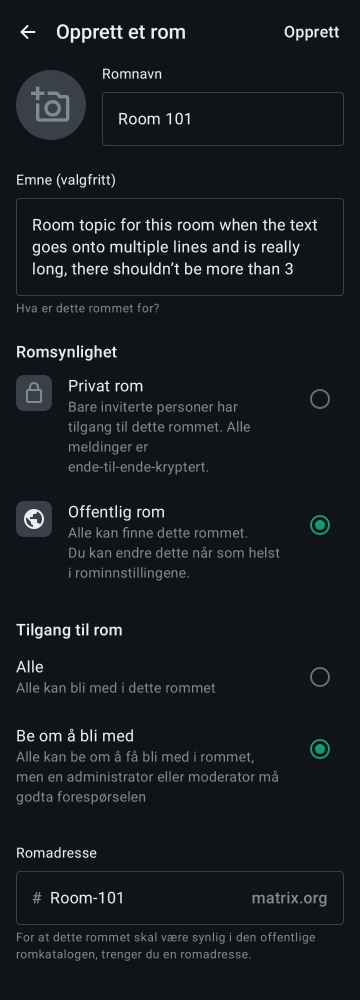 Opprett et rom
Opprett
Romnavn
Room 101
Emne (valgfritt)
Room topic for this room when the text
goes onto multiple lines and is really
long, there shouldn’t be more than 3
Hva er dette rommet for?
Romsynlighet
Privat rom
Bare inviterte personer har
tilgang til dette rommet. Alle
meldinger er
ende-til-ende-kryptert.
Offentlig rom
Alle kan finne dette rommet.
Du kan endre dette når som helst
i rominnstillingene.
Tilgang til rom
Alle
Alle kan bli med i dette rommet
Be om å bli med
Alle kan be om å få bli med i rommet,
men en administrator eller moderator må
godta forespørselen
Romadresse
# Room-101 matrix.org
For at dette rommet skal være synlig i den offentlige
romkatalogen, trenger du en romadresse.